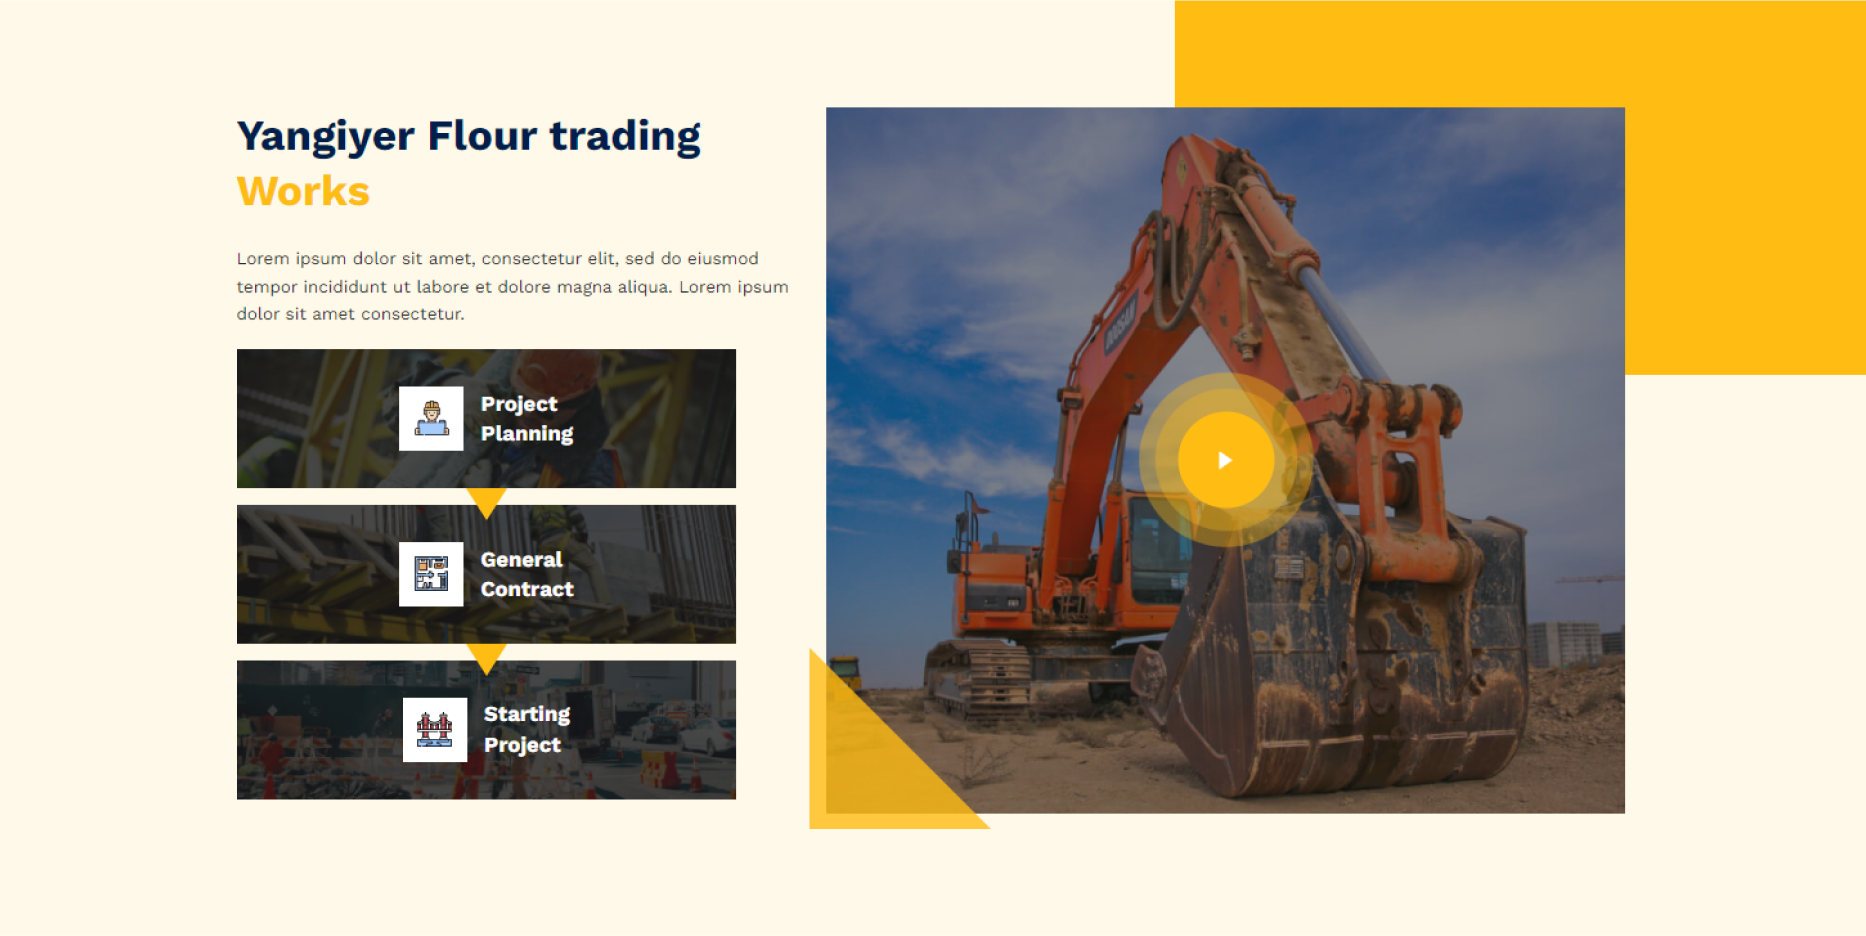 Yangiyer Flour trading
Works
Lorem ipsum dolor sit amet, consectetur elit, sed do eiusmod
tempor incididunt ut labore et dolore magna aliqua. Lorem ipsum
dolor sit amet consectetur.
Project
Planning
General
Contract
Starting
Project
DOOSAN